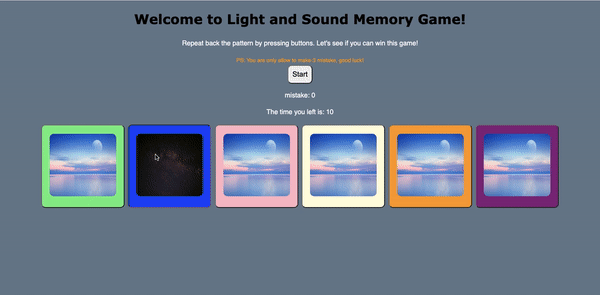 Welcome to Light and Sound Memory Game!
Repeat back the pattern by pressing buttons. Let's see if you can win this game!
PS: You are only allow to make 3 mistake, good luck!
Start
mistake: 0
The time you left is: 10